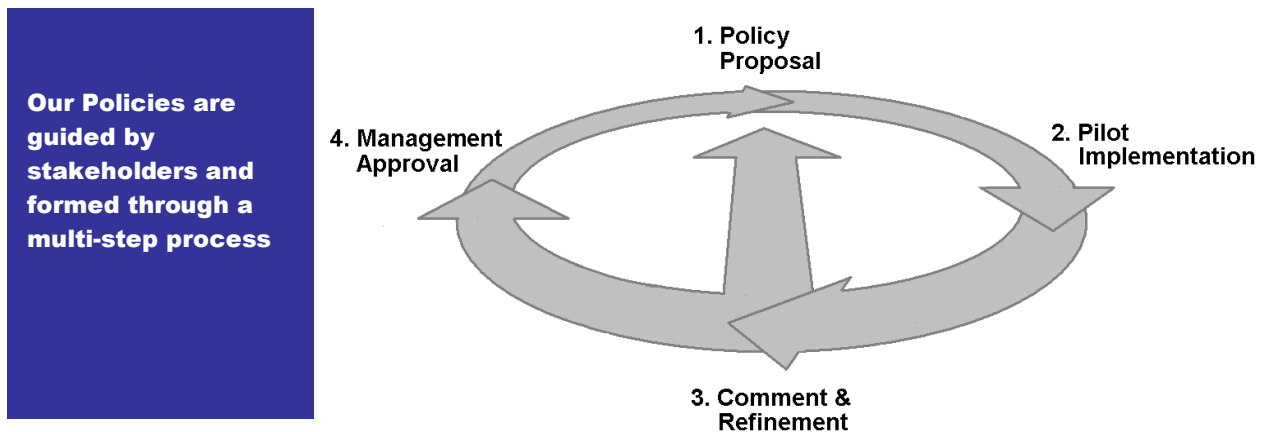 Our Policies are
guided by
stakeholders and
formed through a
multi-step process
1. Policy
Proposal
2. Pilot
Implementation
3. Comment &
Refinement
4. Management
Approval